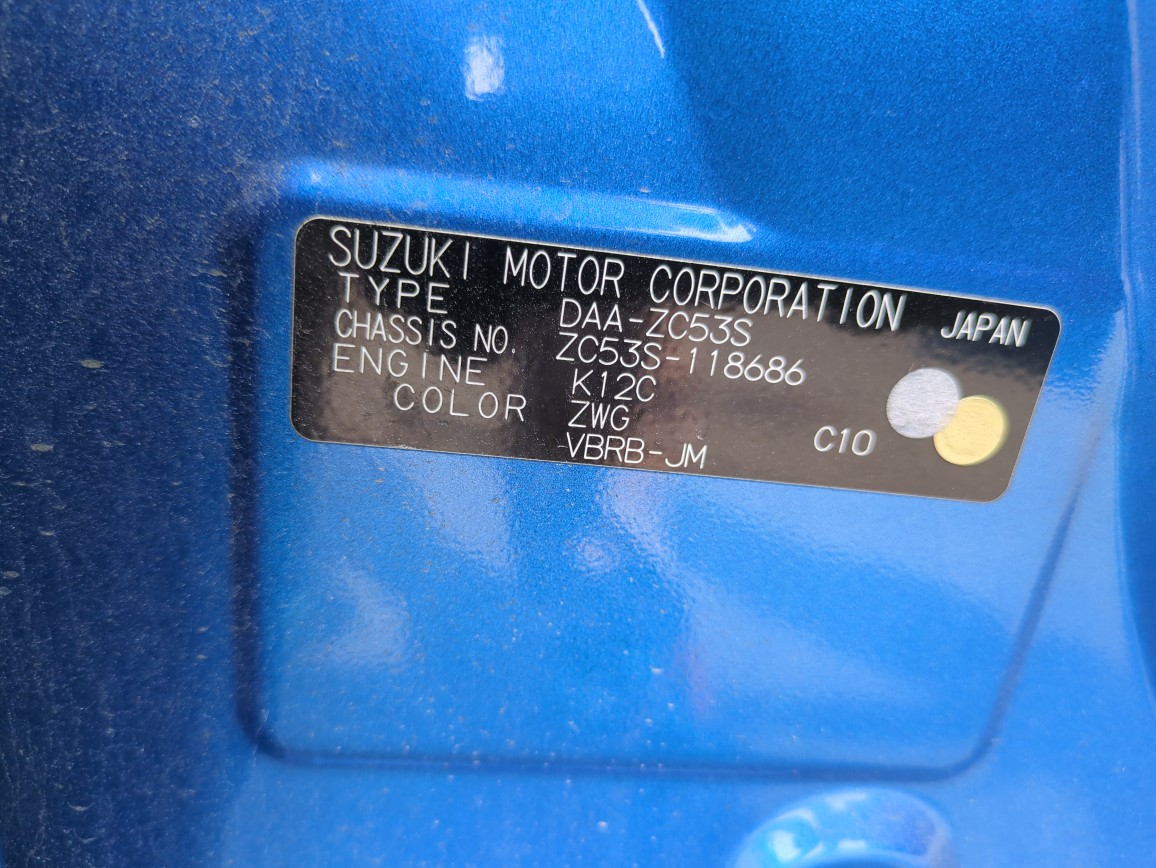 SUZUKI MOTOR CORPORATION JAPAN
TYPE DAA-ZC53S
CHASSIS NO. ZC53S-118686
ENGINE K12C
COLOR ZWG C10
VBRB-JM